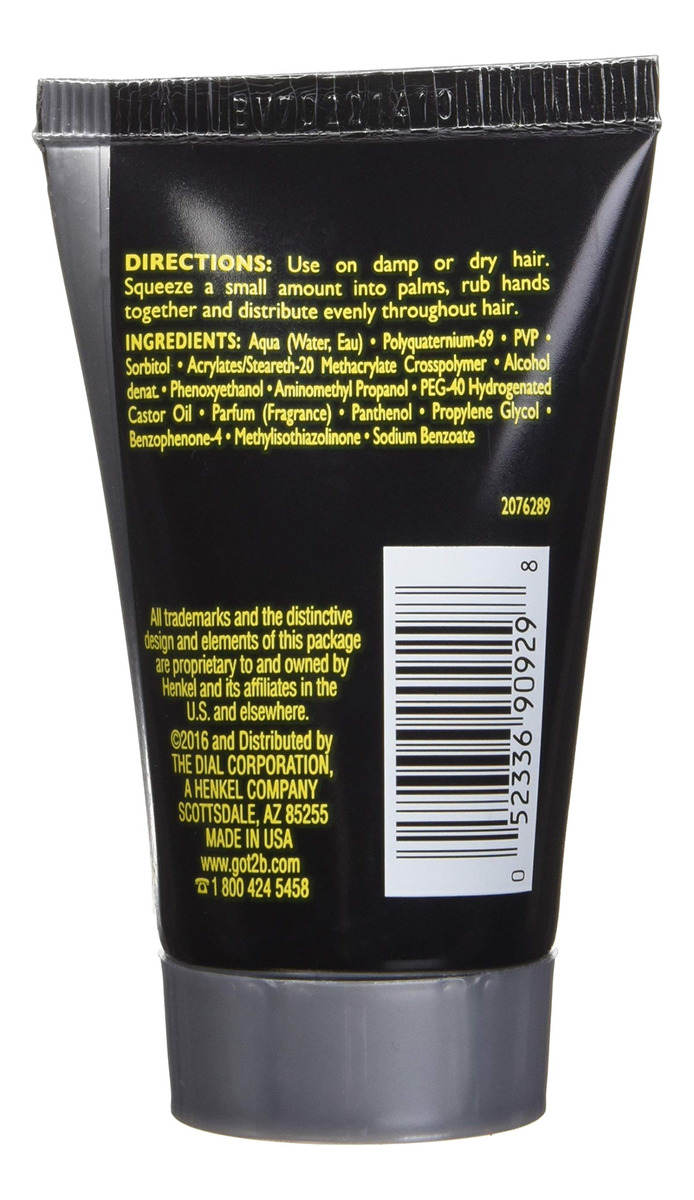 DIRECTIONS: Use on damp or dry hair.
Squeeze a small amount into palms, rub hands
together and distribute evenly throughout hair.
INGREDIENTS: Aqua (Water, Eau) • Polyquaternium-69 • PVP •
Sorbitol • Acrylates/Steareth-20 Methacrylate Crosspolymer • Alcohol
denat. • Phenoxyethanol • Aminomethyl Propanol • PEG-40 Hydrogenated
Castor Oil • Parfum (Fragrance) • Panthenol • Propylene Glycol •
Benzophenone-4 • Methylisothiazolinone • Sodium Benzoate
2076289
All trademarks and the distinctive
design and elements of this package
are proprietary to and owned by
Henkel and its affiliates in the
U.S. and elsewhere.
©2016 and Distributed by
THE DIAL CORPORATION,
A HENKEL COMPANY
SCOTTSDALE, AZ 85255
MADE IN USA
www.got2b.com
☎1 800 424 5458
0 52336 90929 8